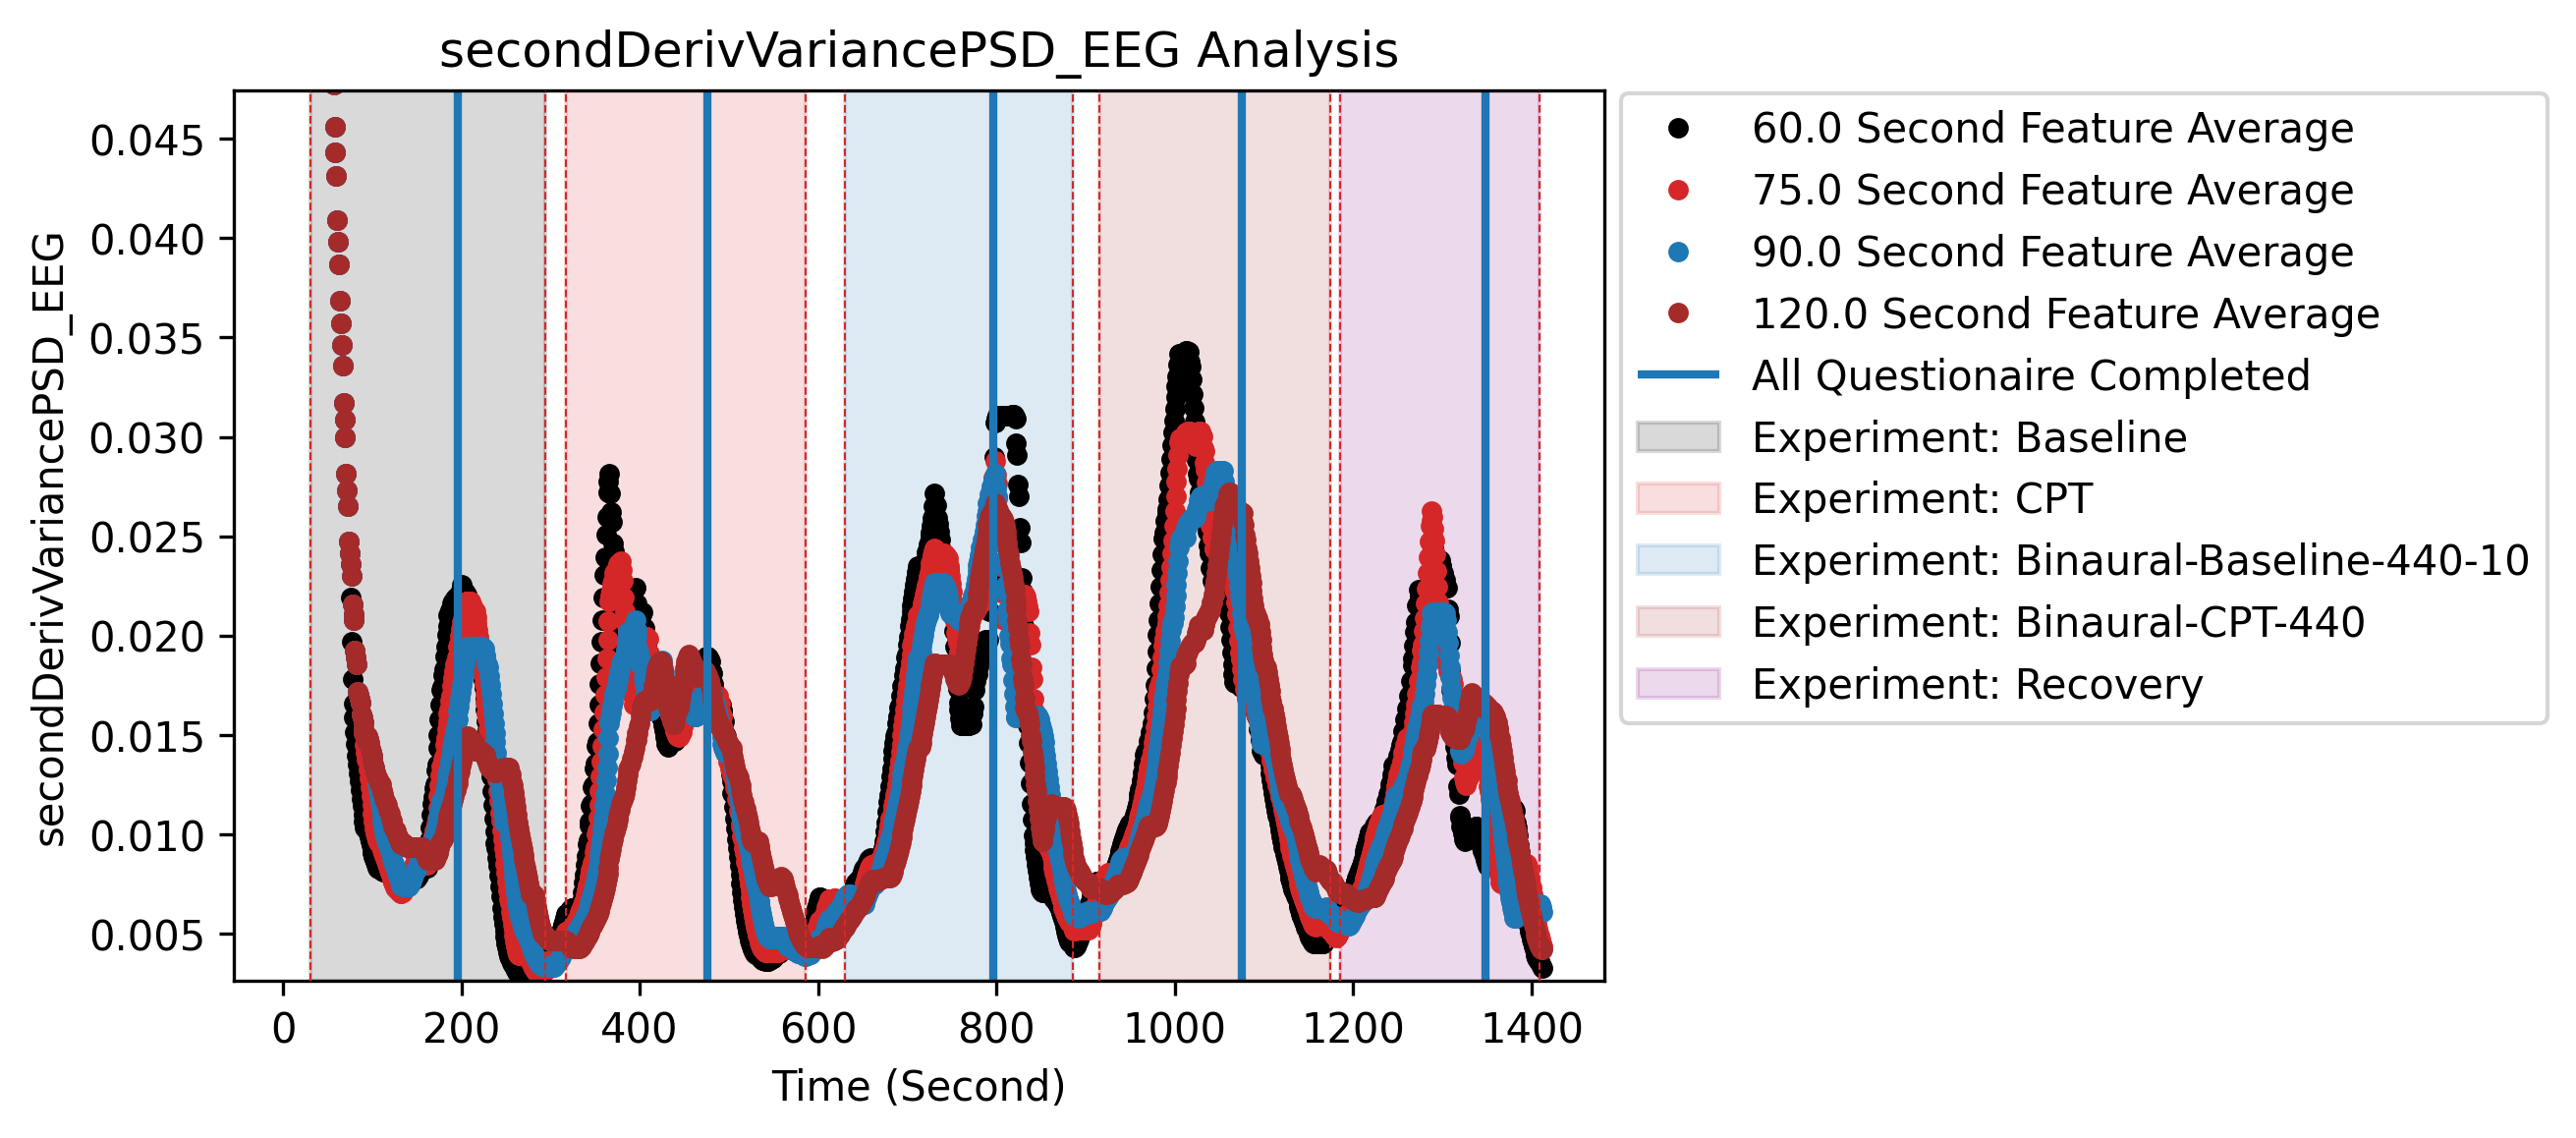 secondDerivVariancePSD_EEG Analysis
secondDerivVariancePSD_EEG
0.045
0.040
0.035
0.030
0.025
0.020
0.015
0.010
0.005
0 200 400 600 800 1000 1200 1400
Time (Second)
60.0 Second Feature Average
75.0 Second Feature Average
90.0 Second Feature Average
120.0 Second Feature Average
All Questionaire Completed
Experiment: Baseline
Experiment: CPT
Experiment: Binaural-Baseline-440-10
Experiment: Binaural-CPT-440
Experiment: Recovery